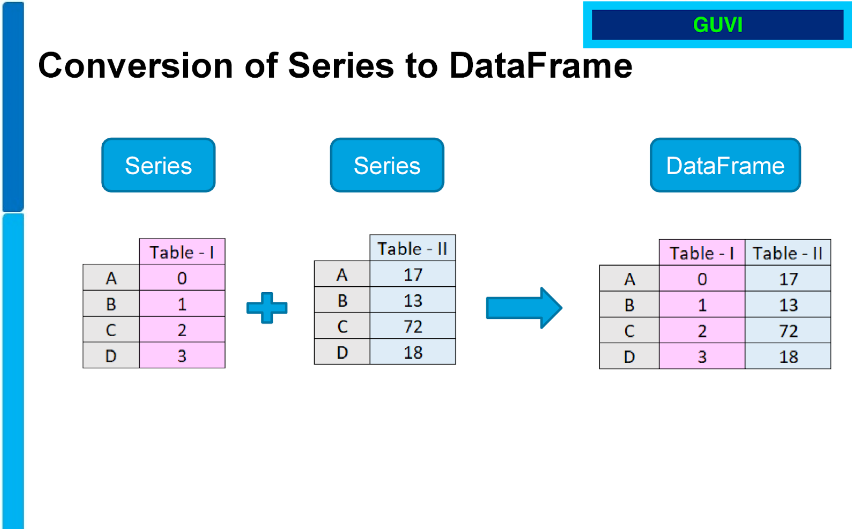 GUVI
Conversion of Series to DataFrame
Series
Series
DataFrame
Table - I
A 0
B 1
C 2
D 3
Table - II
A 17
B 13
C 72
D 18
Table - I Table - II
A 0 17
B 1 13
C 2 72
D 3 18